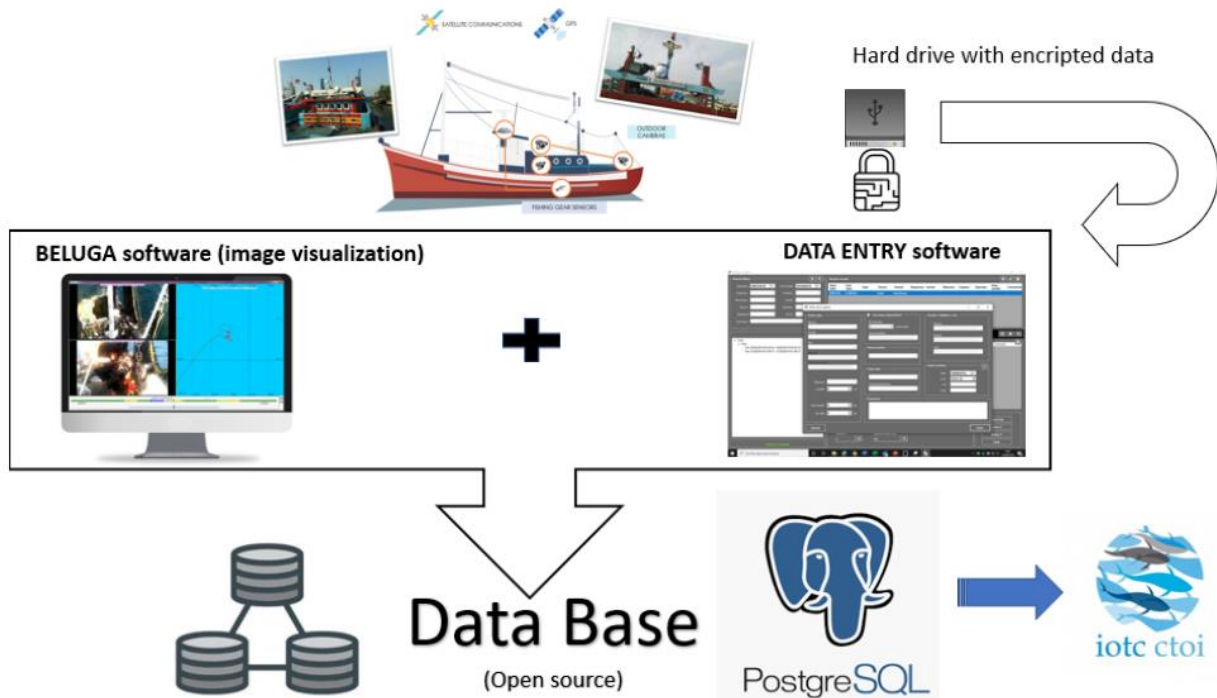 SATELLITE COMMUNICATIONS
GPS
Hard drive with encripted data
OUTDOOR
CAMERAS
FISHING GEAR SENSORS
BELUGA software (image visualization)
DATA ENTRY software
Data Base
(Open source)
PostgreSQL
iotc ctoi